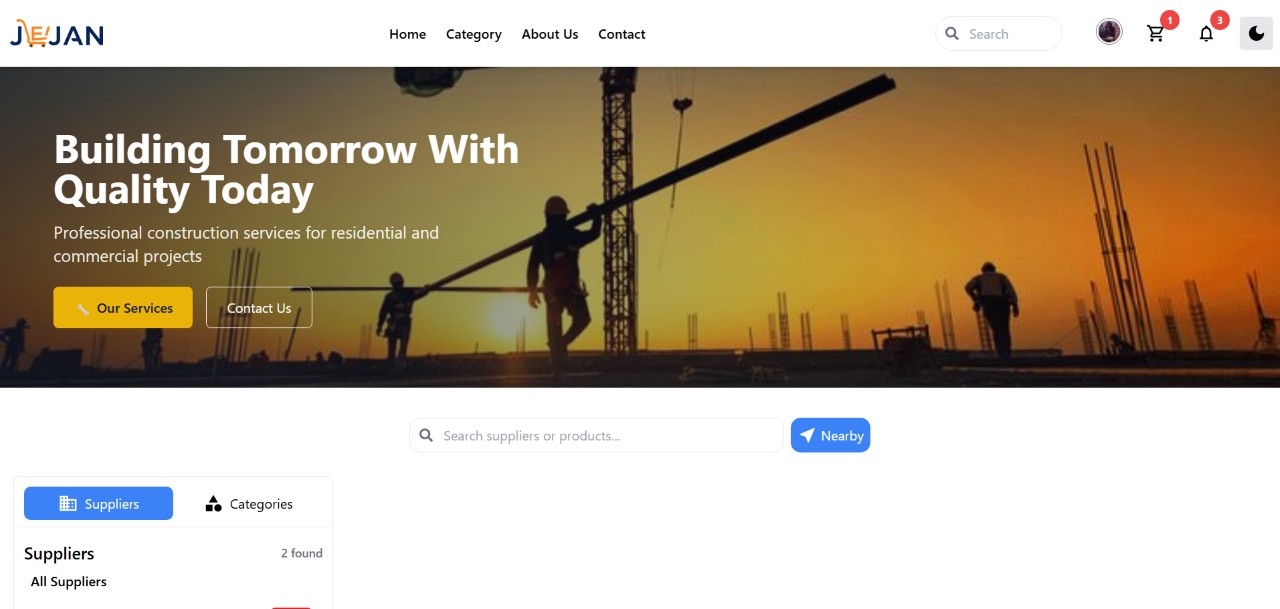 JEJAN
Home Category About Us Contact
Search
1
3
Building Tomorrow With
Quality Today
Professional construction services for residential and
commercial projects
Our Services
Contact Us
Search suppliers or products...
Nearby
Suppliers
Categories
Suppliers
2 found
All Suppliers